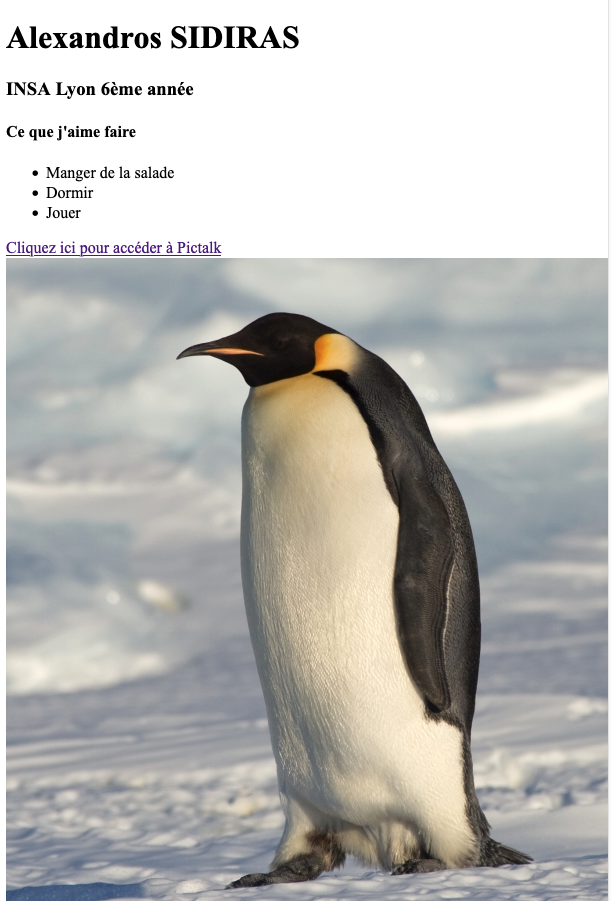 Alexandros SIDIRAS
INSA Lyon 6ème année
Ce que j'aime faire
• Manger de la salade
• Dormir
• Jouer
Cliquez ici pour accéder à Pictalk